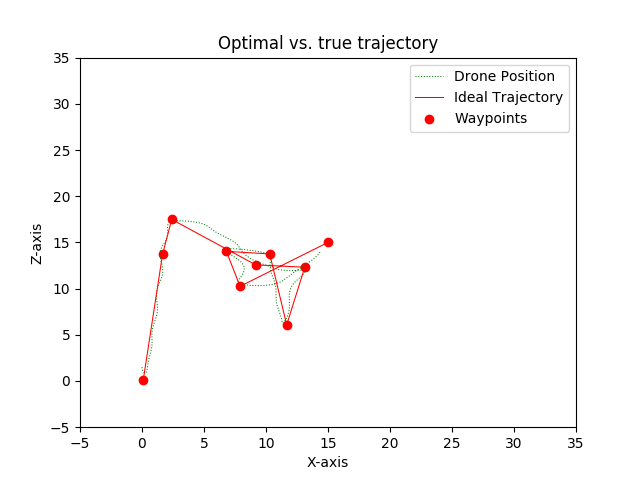 Optimal vs. true trajectory
Drone Position
Ideal Trajectory
Waypoints
35
30
25
20
15
10
5
0
−5
Z-axis
−5 0 5 10 15 20 25 30 35
X-axis